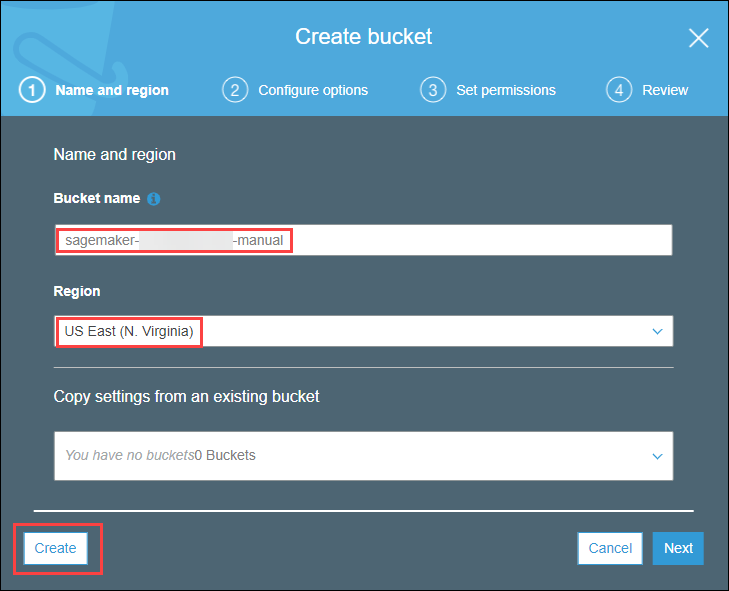 Create bucket
1 Name and region
2 Configure options
3 Set permissions
4 Review
Name and region
Bucket name
sagemaker- -manual
Region
US East (N. Virginia)
Copy settings from an existing bucket
You have no buckets0 Buckets
Create
Cancel
Next